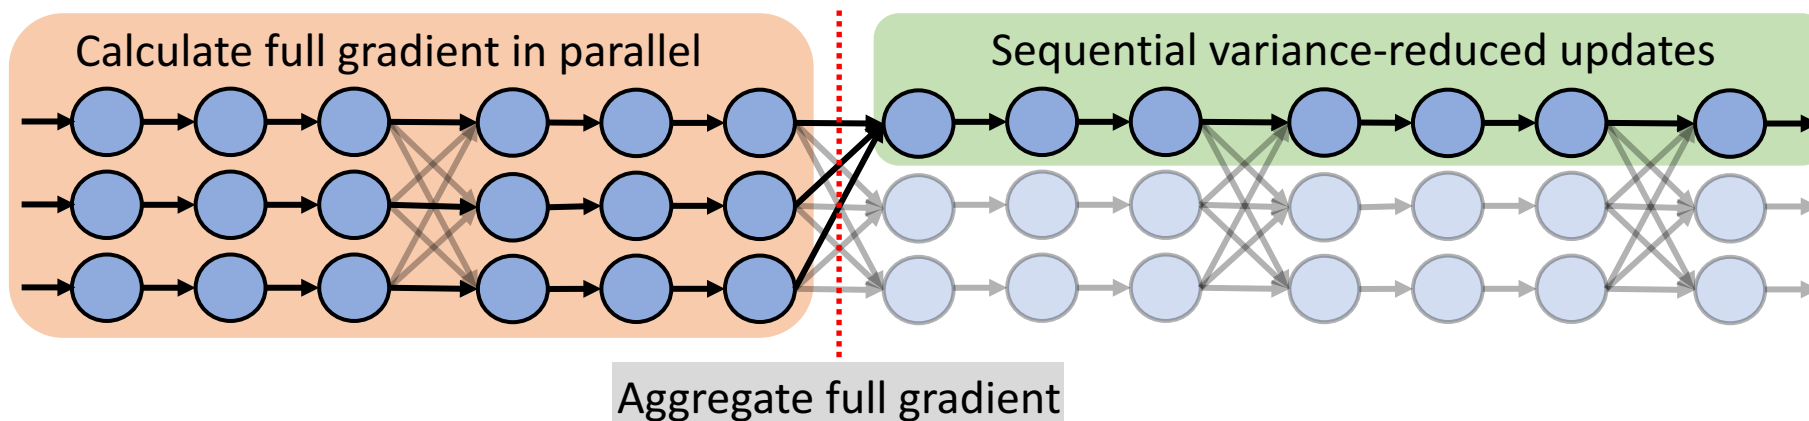 Calculate full gradient in parallel
Sequential variance-reduced updates
Aggregate full gradient